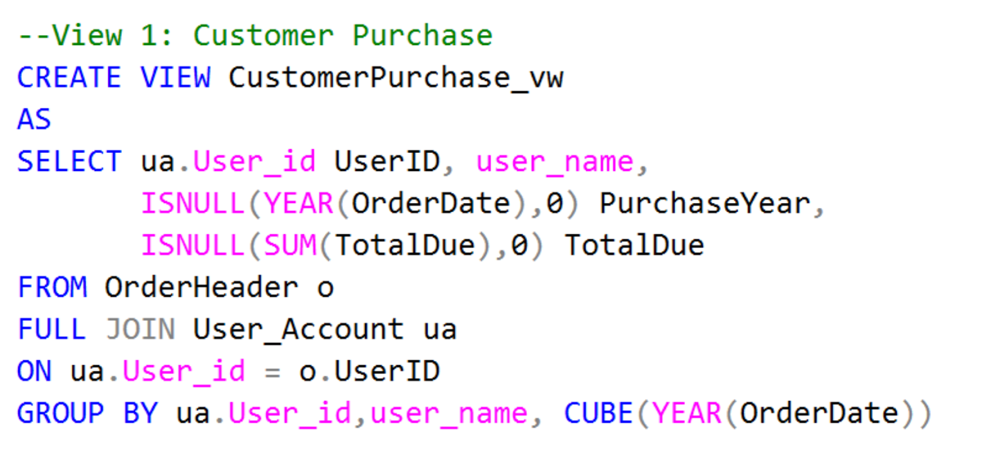 --View 1: Customer Purchase
CREATE VIEW CustomerPurchase_vw
AS
SELECT ua.User_id UserID, user_name,
ISNULL(YEAR(OrderDate),0) PurchaseYear,
ISNULL(SUM(TotalDue),0) TotalDue
FROM OrderHeader o
FULL JOIN User_Account ua
ON ua.User_id = o.UserID
GROUP BY ua.User_id,user_name, CUBE(YEAR(OrderDate))